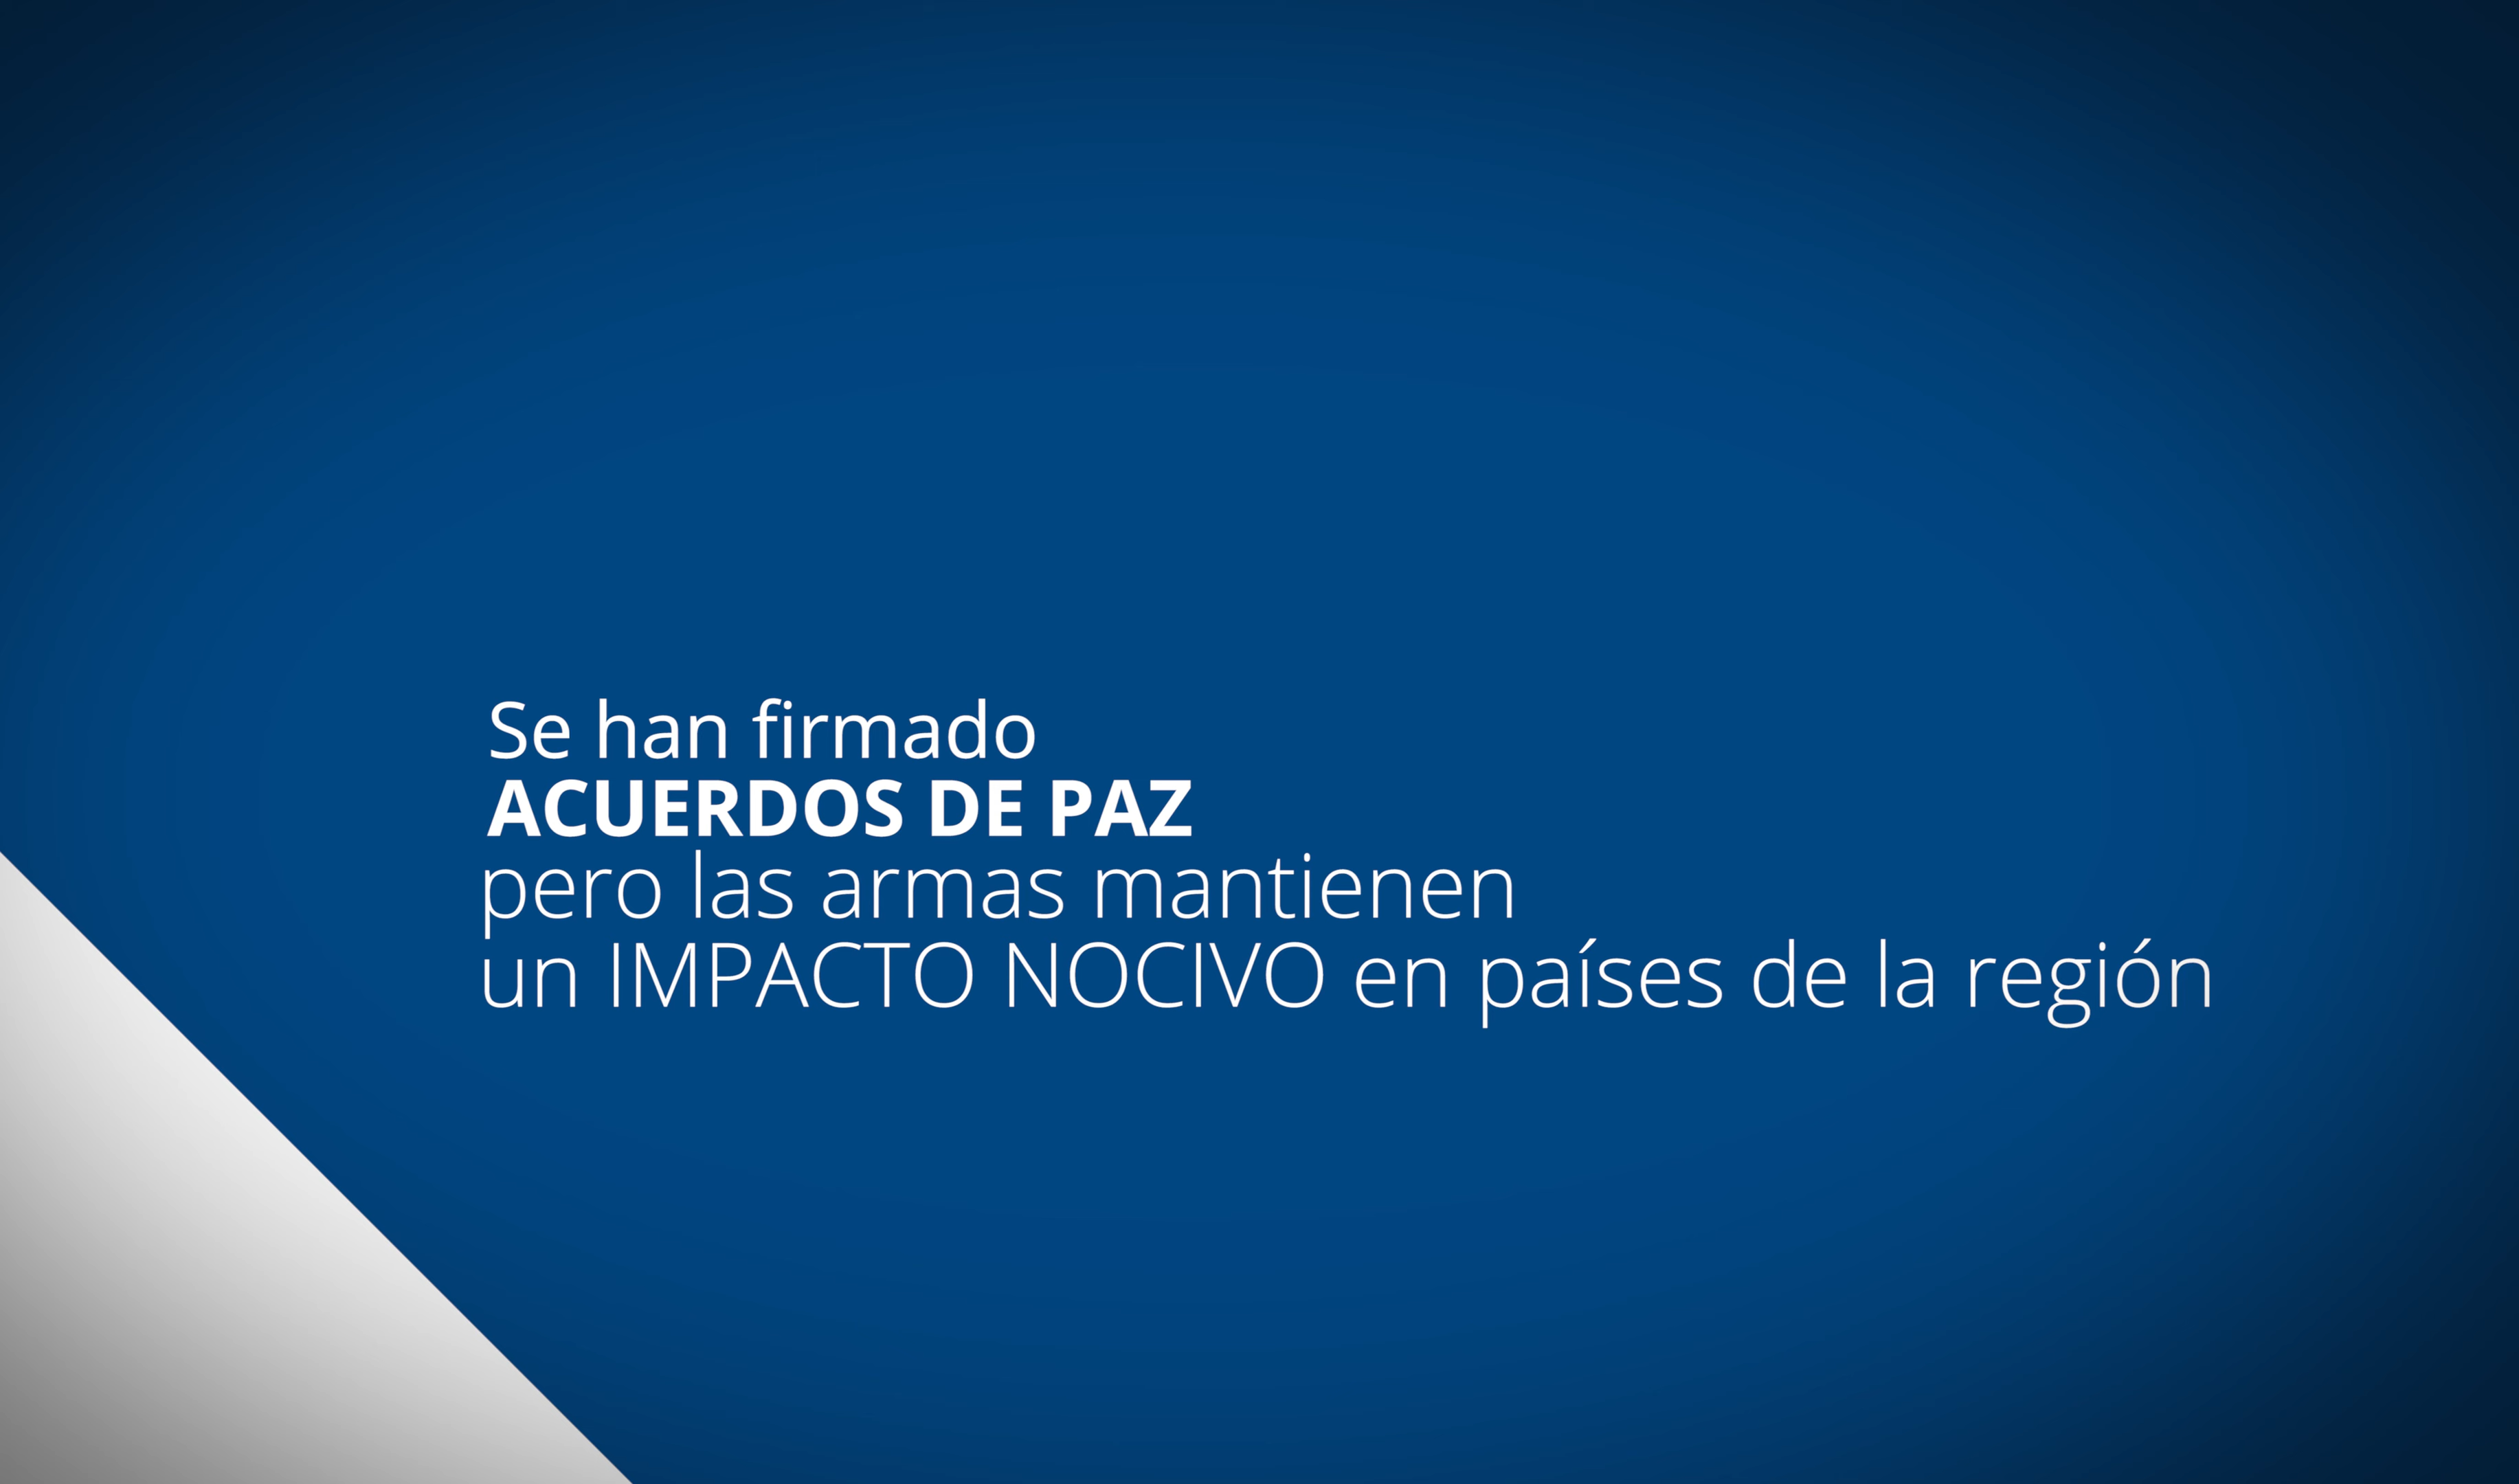 Se han firmado
ACUERDOS DE PAZ
pero las armas mantienen
un IMPACTO NOCIVO en países de la región